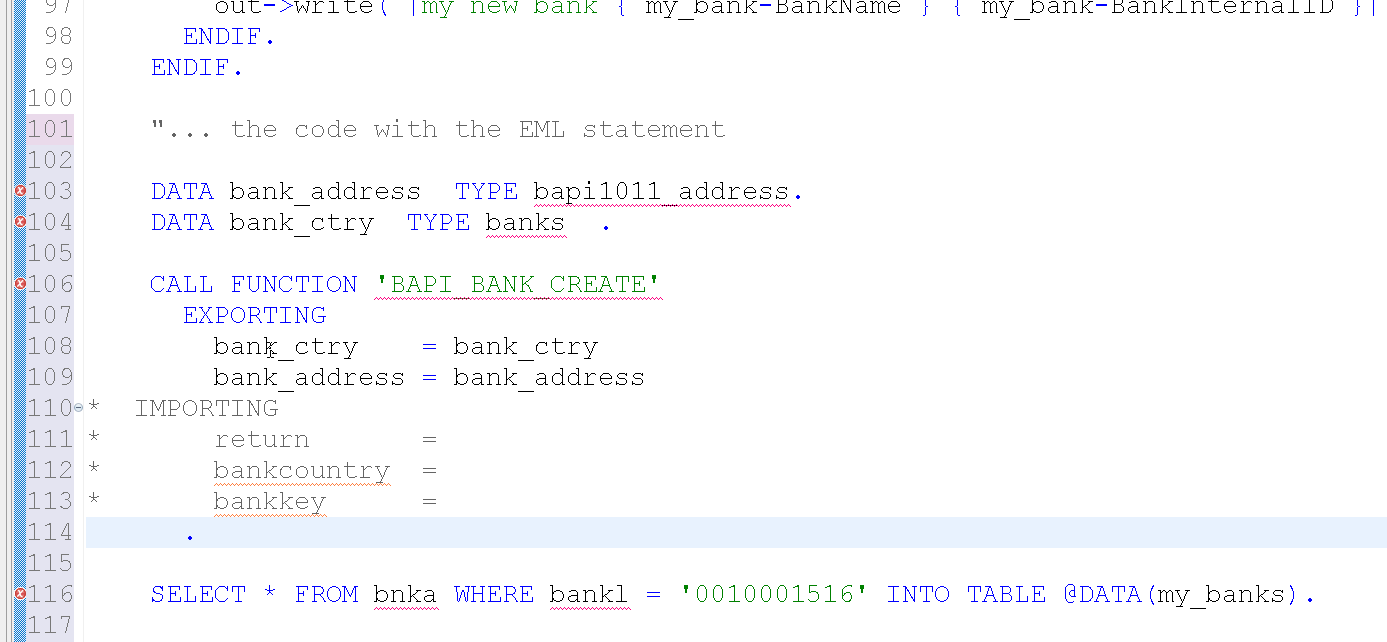 97 out->write( |my new bank { my_bank-BankName } { my_bank-BankInternalID }|
98 ENDIF.
99 ENDIF.
100
101 "... the code with the EML statement
102
103 DATA bank_address TYPE bapi1011_address.
104 DATA bank_ctry TYPE banks .
105
106 CALL FUNCTION 'BAPI_BANK_CREATE'
107 EXPORTING
108 bank_ctry = bank_ctry
109 bank_address = bank_address
110 * IMPORTING
111 * return =
112 * bankcountry =
113 * bankkey =
114 .
115
116 SELECT * FROM bnka WHERE bankl = '0010001516' INTO TABLE @DATA(my_banks).
117